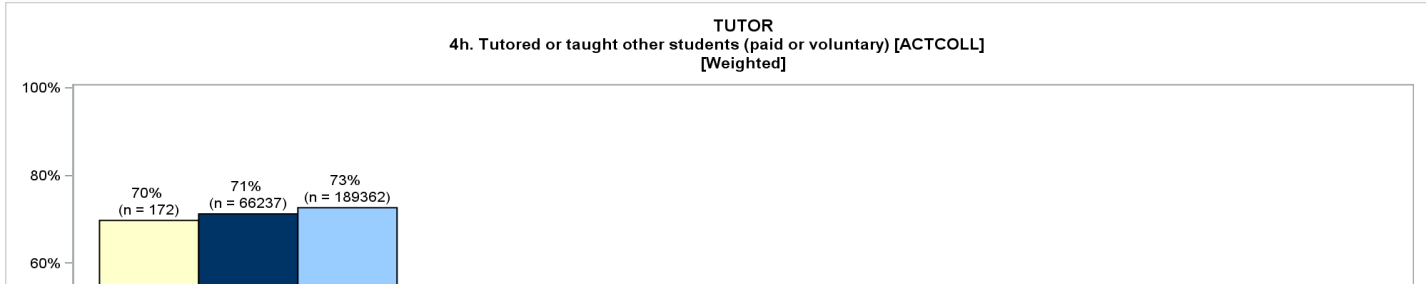 TUTOR
4h. Tutored or taught other students (paid or voluntary) [ACTCOLL]
[Weighted]
100%
80%
60%
70%
(n = 172)
71%
(n = 66237)
73%
(n = 189362)